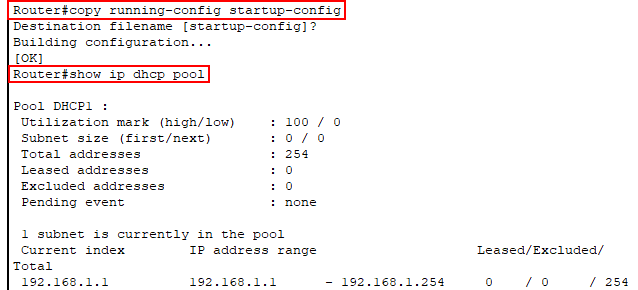 Router#copy running-config startup-config
Destination filename [startup-config]?
Building configuration...
[OK]
Router#show ip dhcp pool
Pool DHCP1 :
Utilization mark (high/low) : 100 / 0
Subnet size (first/next) : 0 / 0
Total addresses : 254
Leased addresses : 0
Excluded addresses : 0
Pending event : none
1 subnet is currently in the pool
Current index IP address range Leased/Excluded/
Total
192.168.1.1 192.168.1.1 - 192.168.1.254 0 / 0 / 254